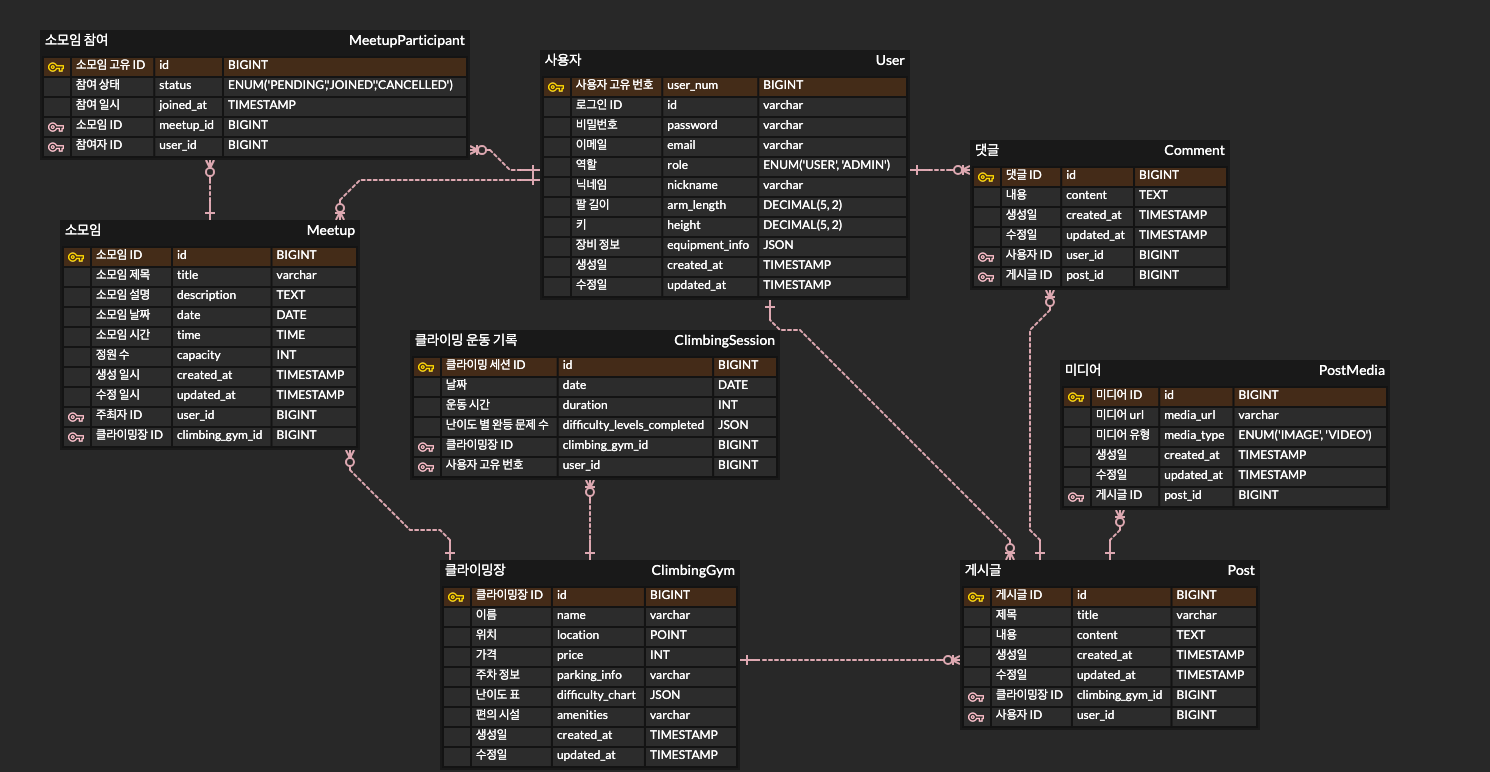 소모임 참여 MeetupParticipant
소모임 고유 ID id BIGINT
참여 상태 status ENUM('PENDING','JOINED','CANCELLED')
참여 일시 joined_at TIMESTAMP
소모임 ID meetup_id BIGINT
참여자 ID user_id BIGINT
사용자 User
사용자 고유 번호 user_num BIGINT
로그인 ID id varchar
비밀번호 password varchar
이메일 email varchar
역할 role ENUM('USER', 'ADMIN')
닉네임 nickname varchar
팔 길이 arm_length DECIMAL(5, 2)
키 height DECIMAL(5, 2)
장비 정보 equipment_info JSON
생성일 created_at TIMESTAMP
수정일 updated_at TIMESTAMP
댓글 Comment
댓글 ID id BIGINT
내용 content TEXT
생성일 created_at TIMESTAMP
수정일 updated_at TIMESTAMP
사용자 ID user_id BIGINT
게시글 ID post_id BIGINT
소모임 Meetup
소모임 ID id BIGINT
소모임 제목 title varchar
소모임 설명 description TEXT
소모임 날짜 date DATE
소모임 시간 time TIME
정원 수 capacity INT
생성 일시 created_at TIMESTAMP
수정 일시 updated_at TIMESTAMP
주최자 ID user_id BIGINT
클라이밍장 ID climbing_gym_id BIGINT
클라이밍 운동 기록 ClimbingSession
클라이밍 세션 ID id BIGINT
날짜 date DATE
운동 시간 duration INT
난이도 별 완등 문제 수 difficulty_levels_completed JSON
클라이밍장 ID climbing_gym_id BIGINT
사용자 고유 번호 user_id BIGINT
미디어 PostMedia
미디어 ID id BIGINT
미디어 url media_url varchar
미디어 유형 media_type ENUM('IMAGE', 'VIDEO')
생성일 created_at TIMESTAMP
수정일 updated_at TIMESTAMP
게시글 ID post_id BIGINT
클라이밍장 ClimbingGym
클라이밍장 ID id BIGINT
이름 name varchar
위치 location POINT
가격 price INT
주차 정보 parking_info varchar
난이도 표 difficulty_chart JSON
편의 시설 amenities varchar
생성일 created_at TIMESTAMP
수정일 updated_at TIMESTAMP
게시글 Post
게시글 ID id BIGINT
제목 title varchar
내용 content TEXT
생성일 created_at TIMESTAMP
수정일 updated_at TIMESTAMP
클라이밍장 ID climbing_gym_id BIGINT
사용자 ID user_id BIGINT